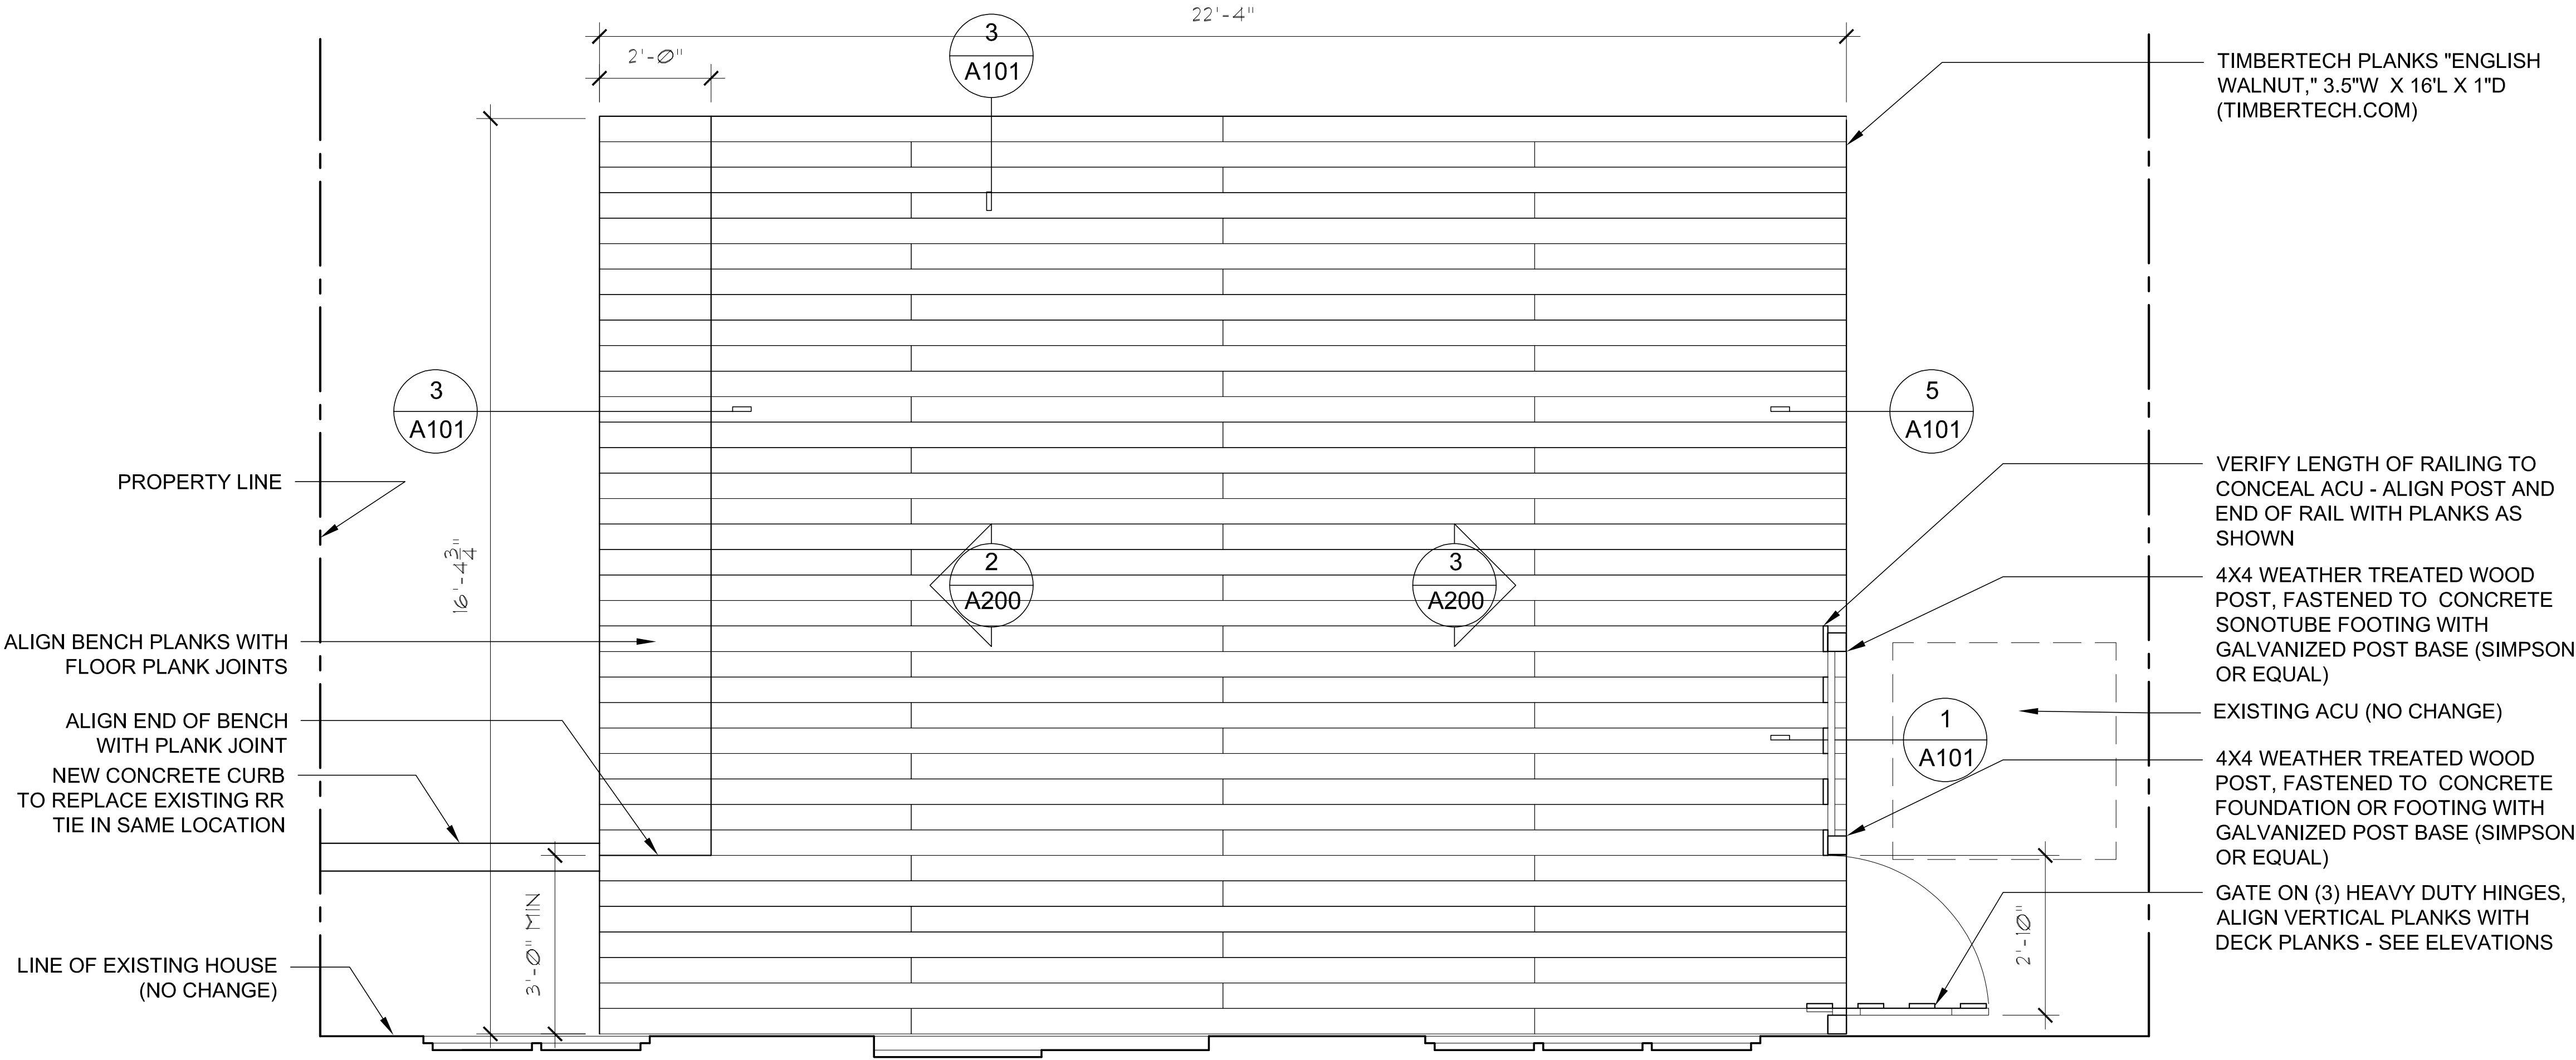 22'-4"
2'-0"
3
A101
TIMBERTECH PLANKS "ENGLISH
WALNUT," 3.5"W X 16'L X 1"D
(TIMBERTECH.COM)
3
A101
5
A101
PROPERTY LINE
16'-4 3/4"
VERIFY LENGTH OF RAILING TO
CONCEAL ACU - ALIGN POST AND
END OF RAIL WITH PLANKS AS
SHOWN
2
A200
3
A200
4X4 WEATHER TREATED WOOD
POST, FASTENED TO CONCRETE
SONOTUBE FOOTING WITH
GALVANIZED POST BASE (SIMPSON
OR EQUAL)
ALIGN BENCH PLANKS WITH
FLOOR PLANK JOINTS
EXISTING ACU (NO CHANGE)
1
A101
ALIGN END OF BENCH
WITH PLANK JOINT
NEW CONCRETE CURB
TO REPLACE EXISTING RR
TIE IN SAME LOCATION
4X4 WEATHER TREATED WOOD
POST, FASTENED TO CONCRETE
FOUNDATION OR FOOTING WITH
GALVANIZED POST BASE (SIMPSON
OR EQUAL)
3'-0" MIN
2'-10"
GATE ON (3) HEAVY DUTY HINGES,
ALIGN VERTICAL PLANKS WITH
DECK PLANKS - SEE ELEVATIONS
LINE OF EXISTING HOUSE
(NO CHANGE)